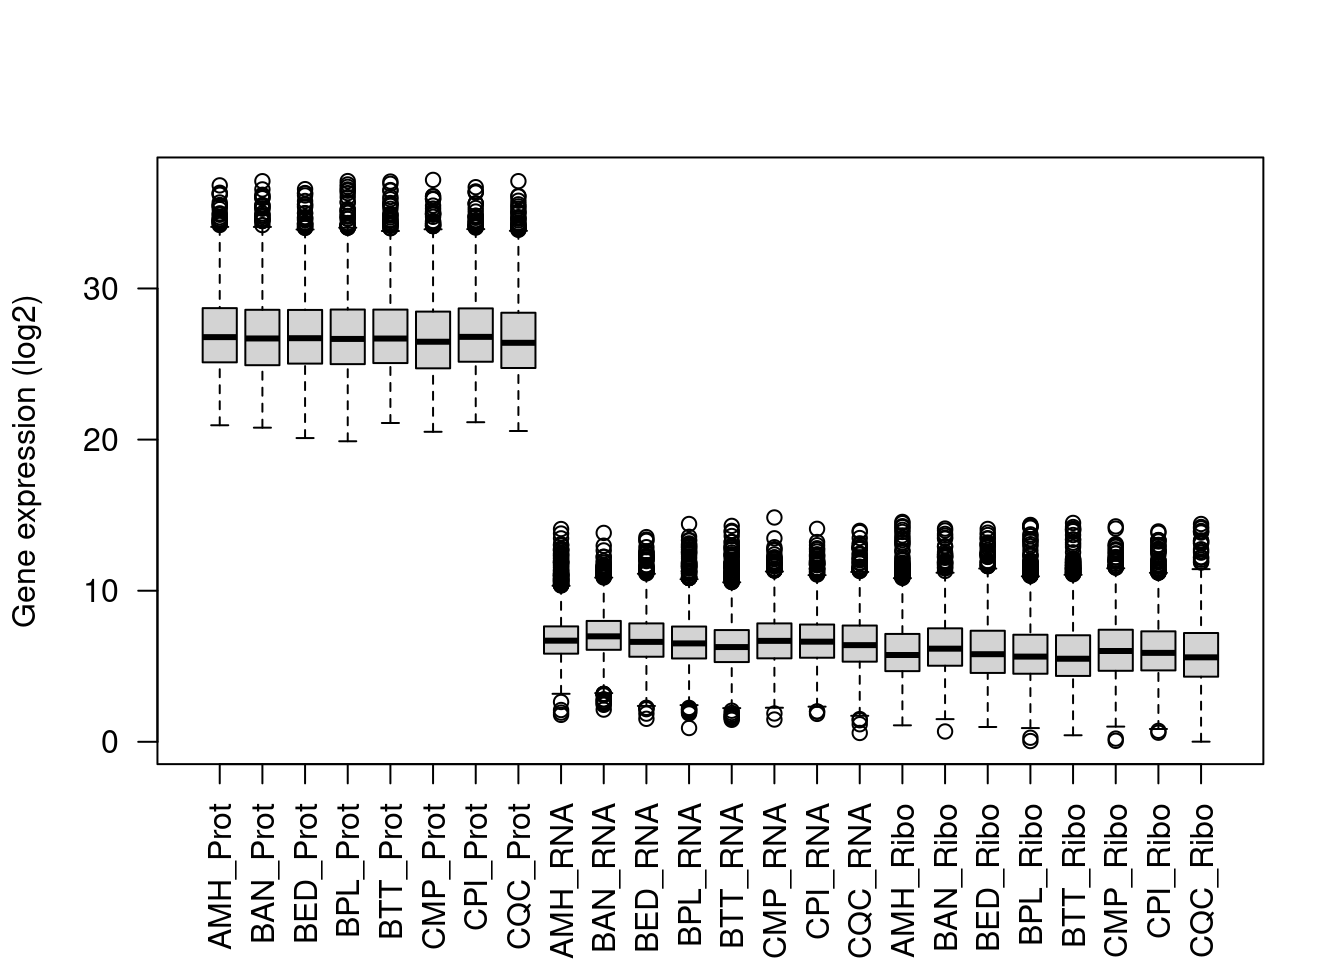 Gene expression (log2)
30
20
10
0
AMH_Prot
BAN_Prot
BED_Prot
BPL_Prot
BTT_Prot
CMP_Prot
CPI_Prot
CQC_Prot
AMH_RNA
BAN_RNA
BED_RNA
BPL_RNA
BTT_RNA
CMP_RNA
CPI_RNA
CQC_RNA
AMH_Ribo
BAN_Ribo
BED_Ribo
BPL_Ribo
BTT_Ribo
CMP_Ribo
CPI_Ribo
CQC_Ribo